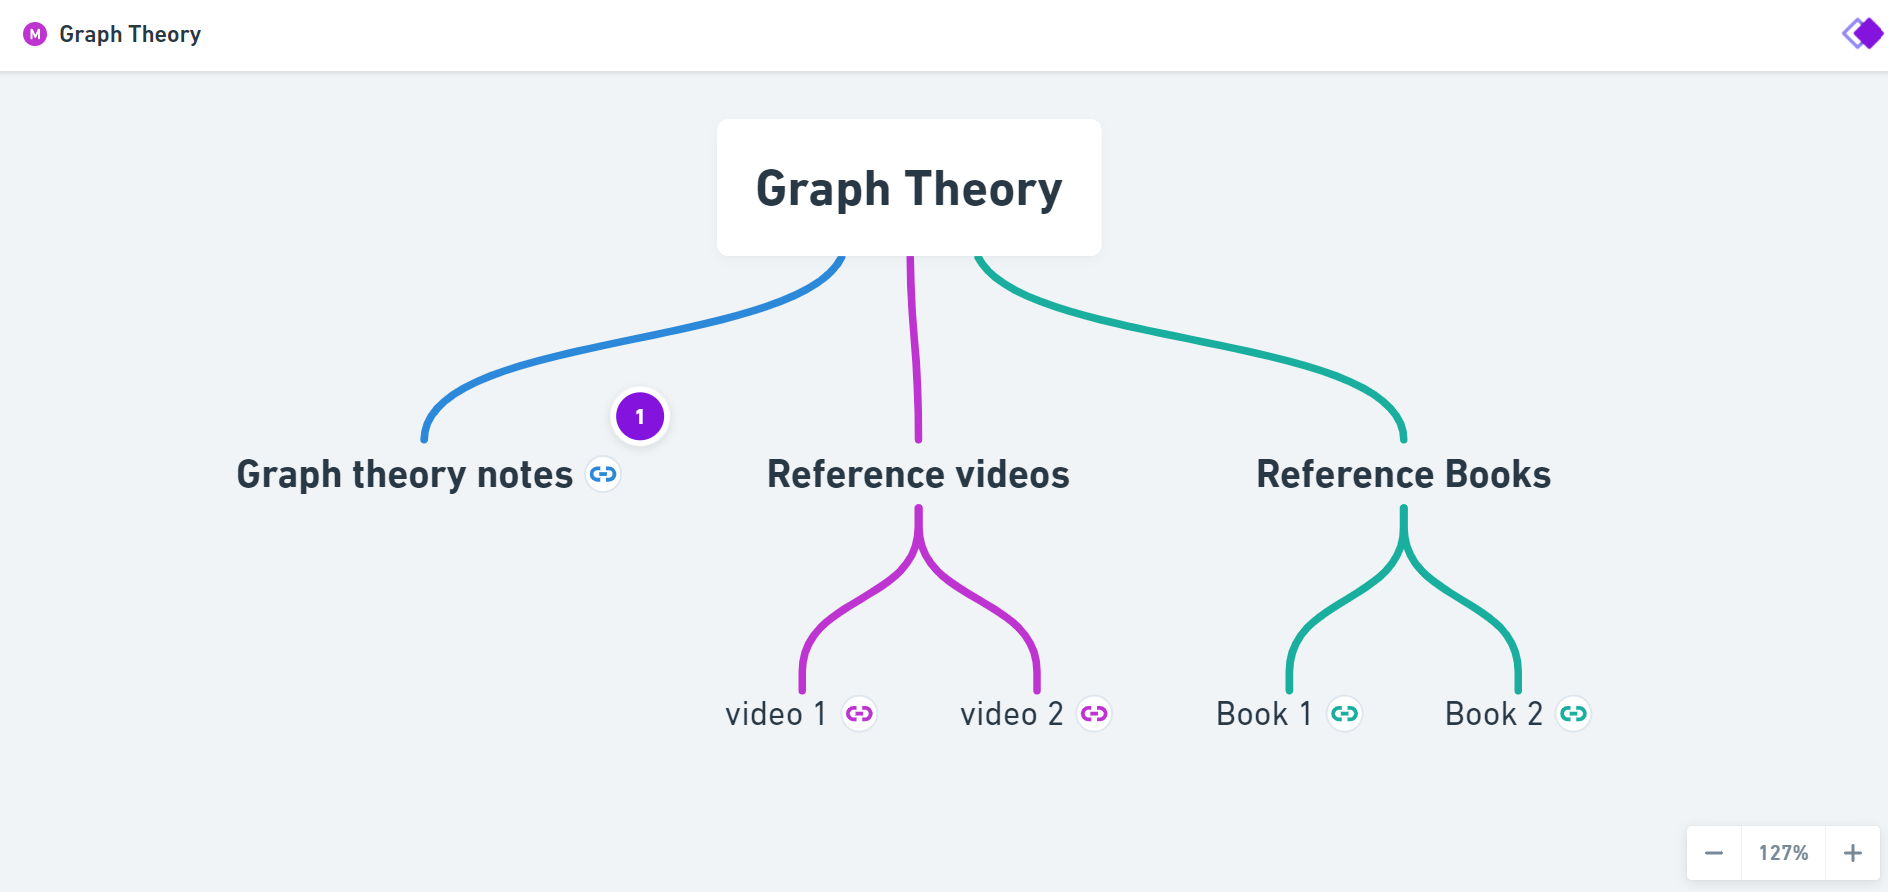 M Graph Theory
Graph Theory
1
Graph theory notes
Reference videos
Reference Books
video 1
video 2
Book 1
Book 2
127%